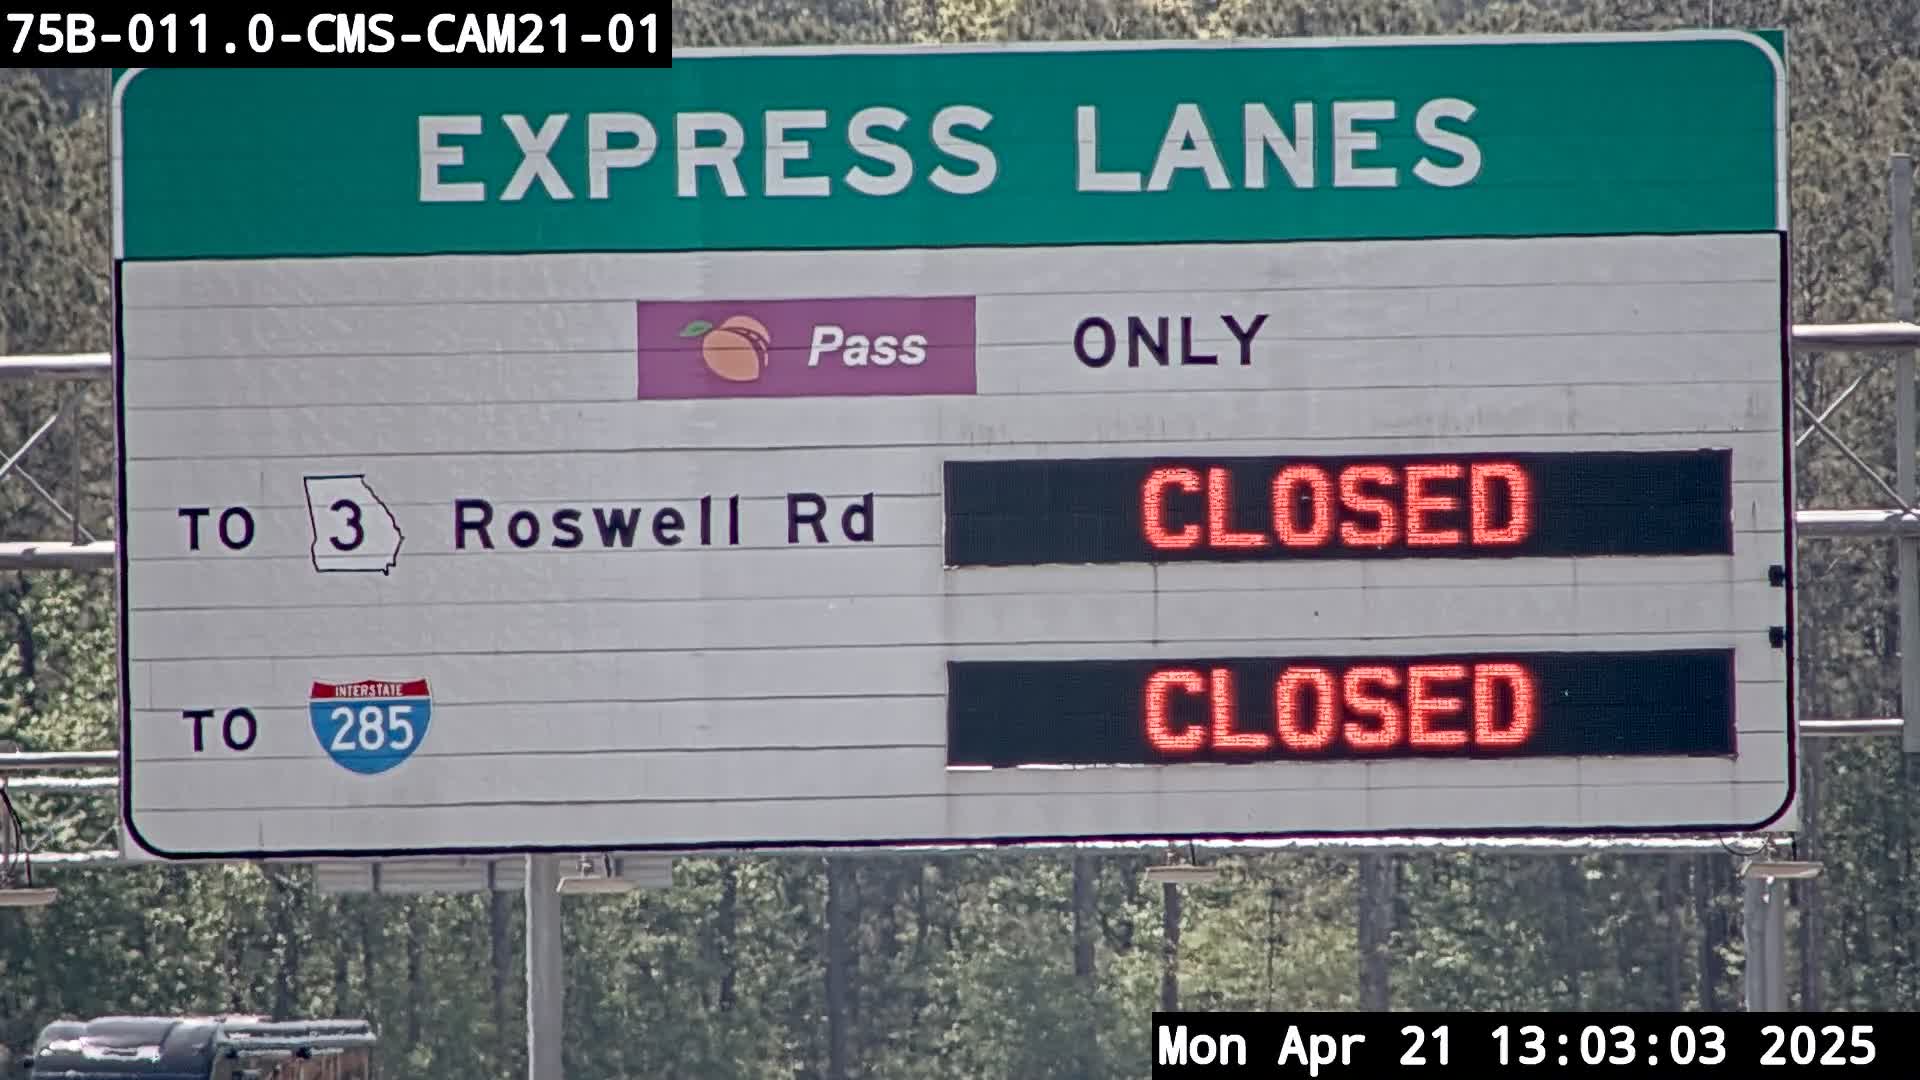 75B-011.0-CMS-CAM21-01
EXPRESS LANES
Pass ONLY
TO 3 Roswell Rd CLOSED
TO INTERSTATE 285 CLOSED
Mon Apr 21 13:03:03 2025